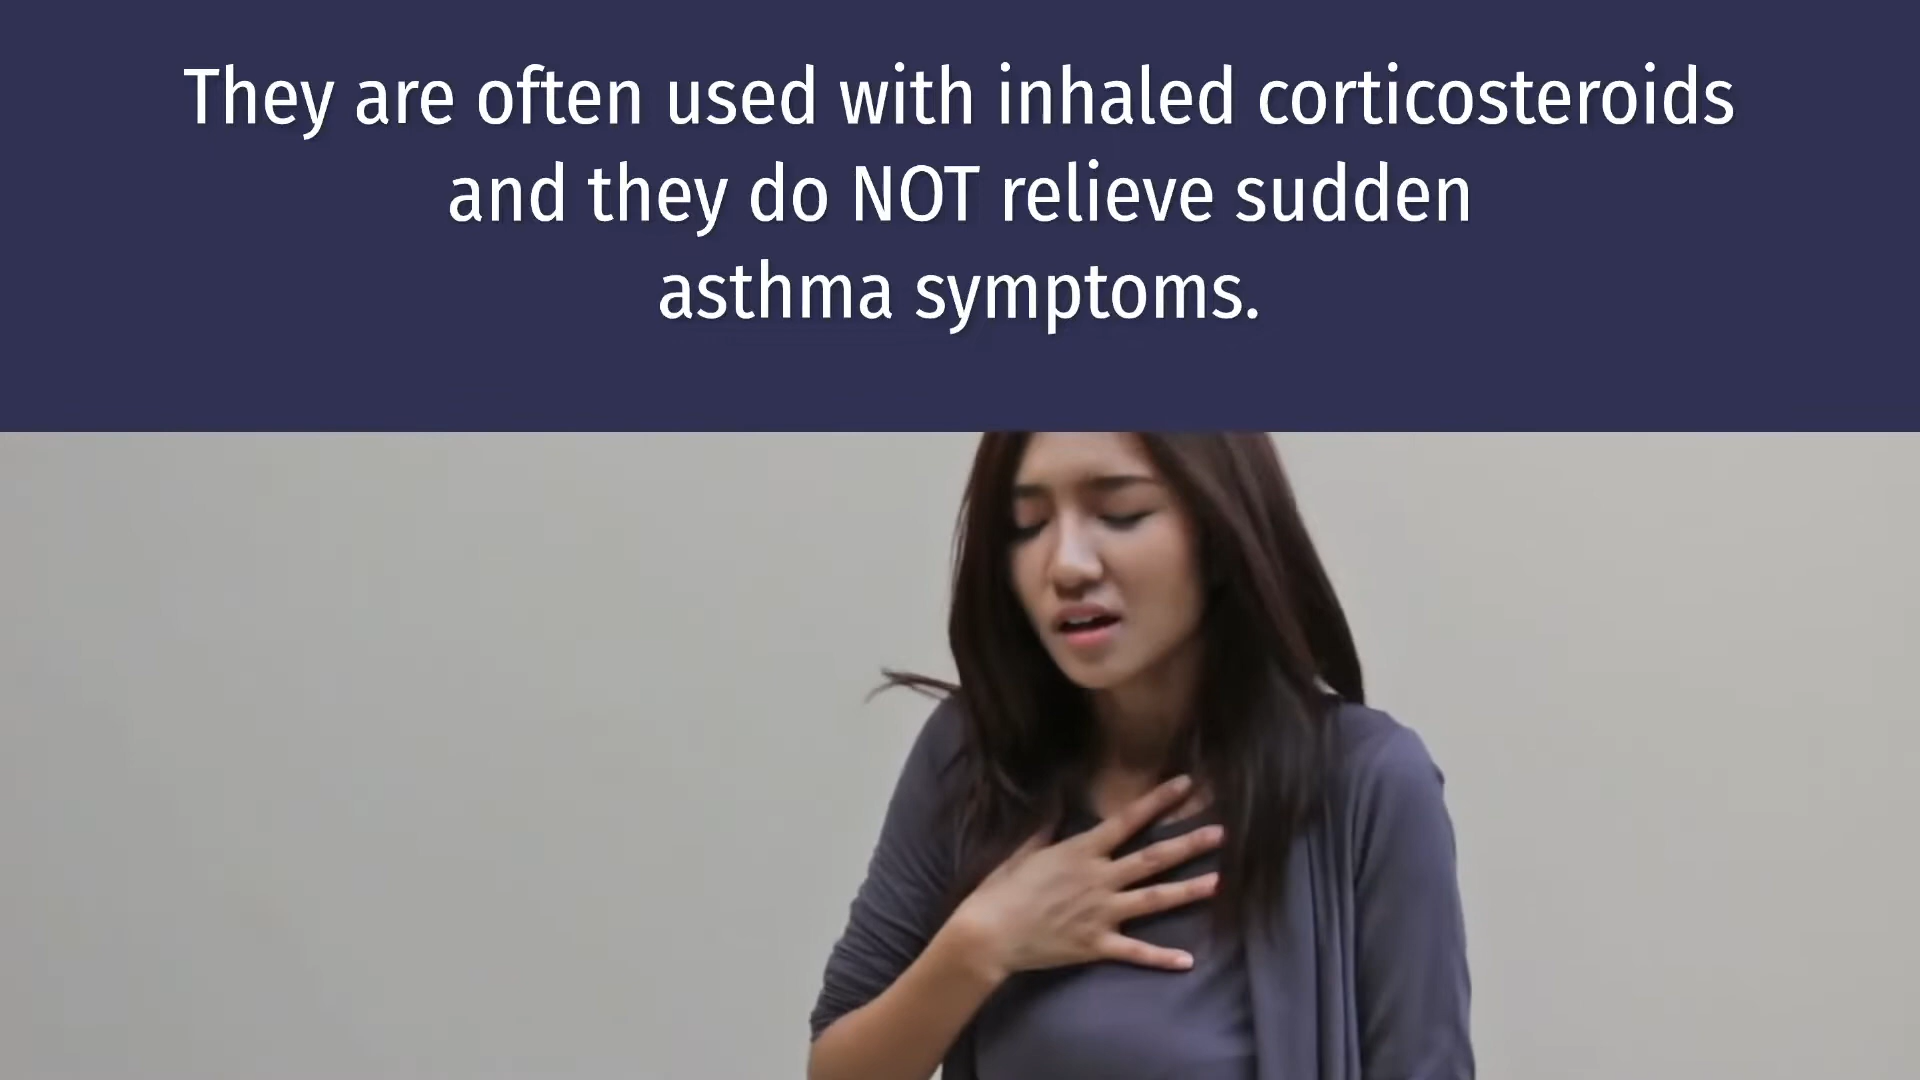 They are often used with inhaled corticosteroids
and they do NOT relieve sudden
asthma symptoms.